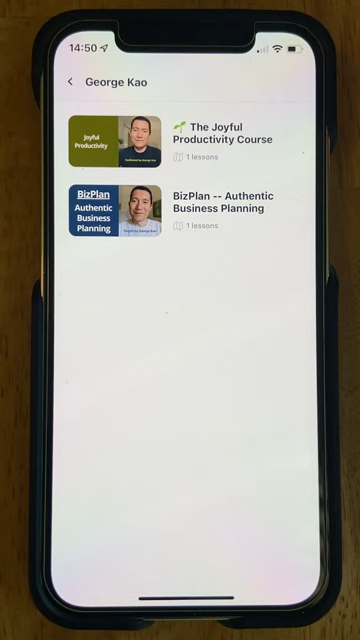 14:50
George Kao
Joyful
Productivity
🌱 The Joyful
Productivity Course
1 lessons
BizPlan
Authentic
Business
Planning
BizPlan -- Authentic
Business Planning
1 lessons